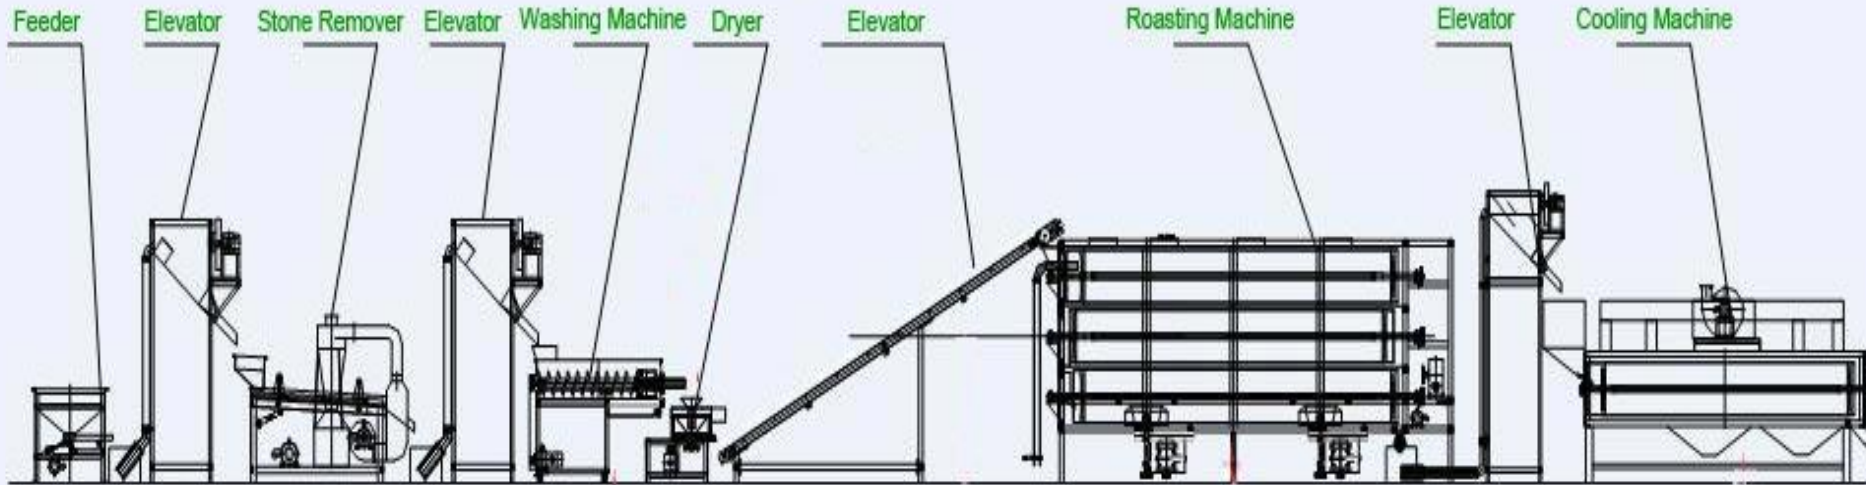 Feeder
Elevator
Stone Remover
Elevator
Washing Machine
Dryer
Elevator
Roasting Machine
Elevator
Cooling Machine